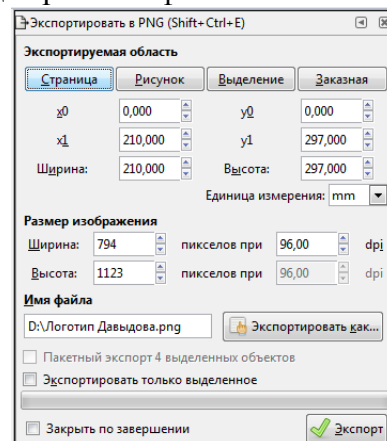 Экспортировать в PNG (Shift+Ctrl+E)
Экспортируемая область
Страница Рисунок Выделение Заказная
x0 0,000 y0 0,000
x1 210,000 y1 297,000
Ширина: 210,000 Высота: 297,000
Единица измерения: mm
Размер изображения
Ширина: 794 пикселов при 96,00 dpi
Высота: 1123 пикселов при 96,00 dpi
Имя файла
D:\Логотип Давыдова.png Экспортировать как...
Пакетный экспорт 4 выделенных объектов
Экспортировать только выделенное
Закрыть по завершении Экспорт